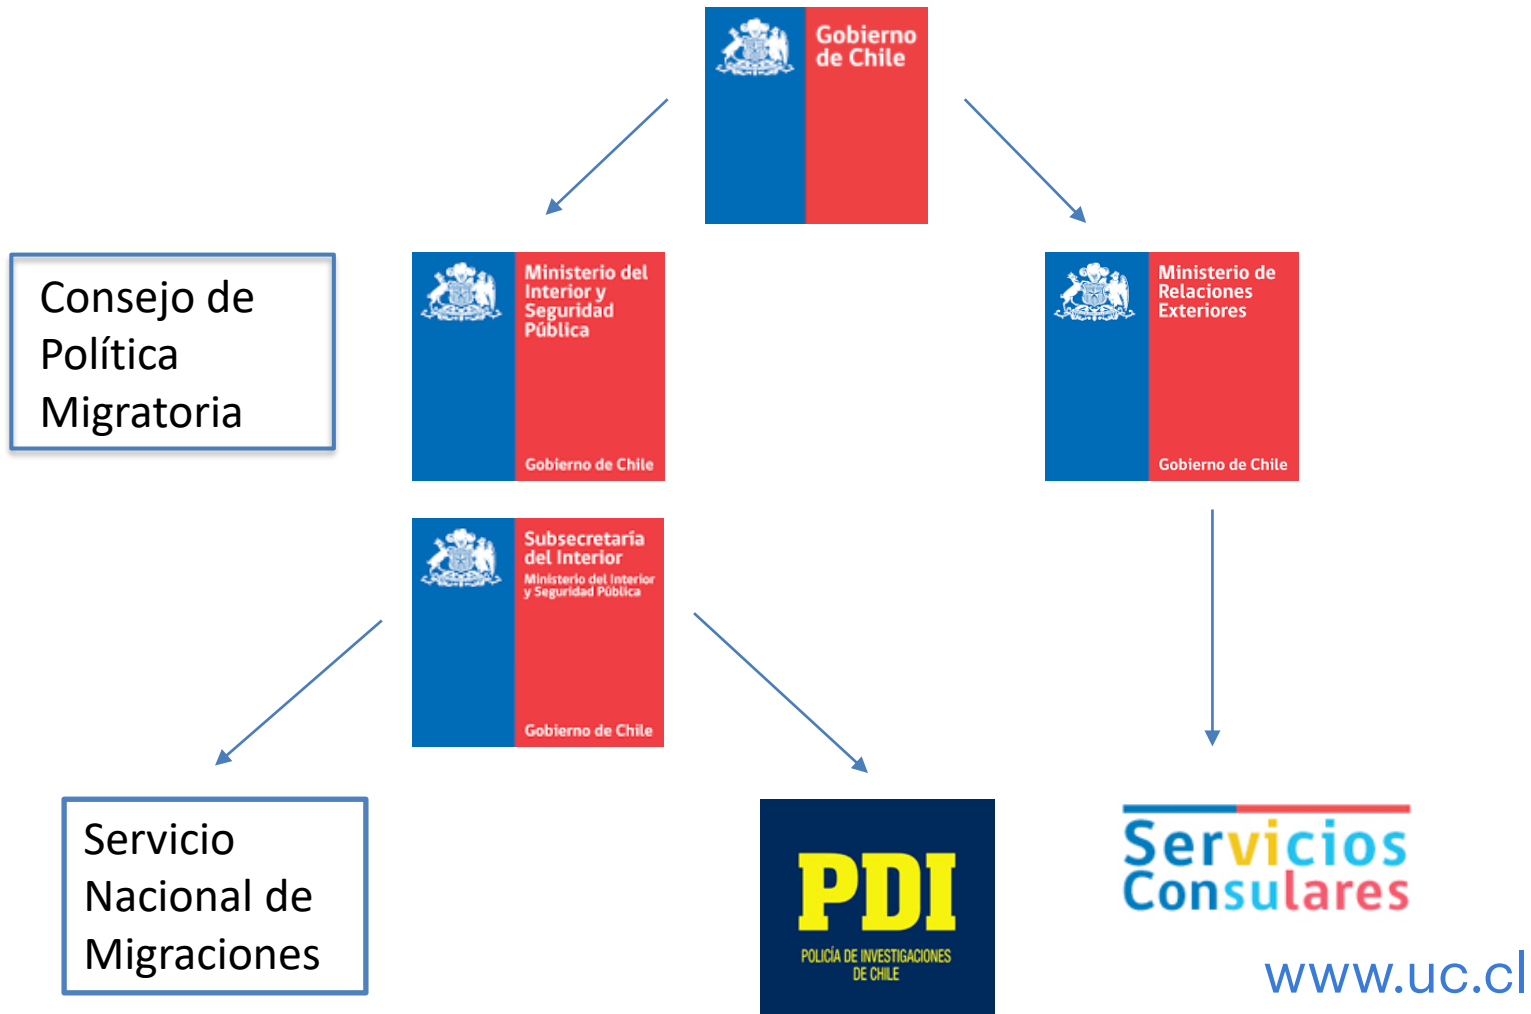 Gobierno
de Chile
Consejo de
Política
Migratoria
Ministerio del
Interior y
Seguridad
Pública
Gobierno de Chile
Ministerio de
Relaciones
Exteriores
Gobierno de Chile
Subsecretaría
del Interior
Ministerio del Interior
y Seguridad Pública
Gobierno de Chile
Servicio
Nacional de
Migraciones
PDI
POLICÍA DE INVESTIGACIONES
DE CHILE
Servicios
Consulares
www.uc.cl